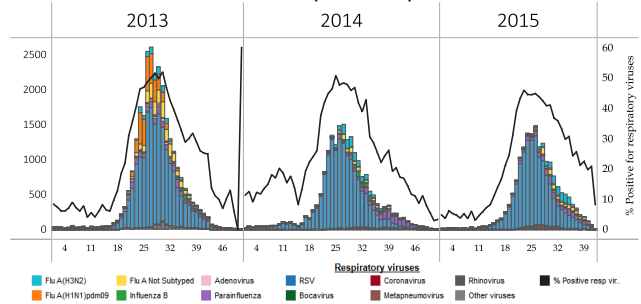 2013 2014 2015
2500 60
50
2000
40
1500
30
1000
20
500
10
0 0
4 11 18 25 32 39 46 4 11 18 25 32 39 46 4 11 18 25 32 39
% Positive for respiratory viruses
Respiratory viruses
Flu A(H3N2) Flu A Not Subtyped Adenovirus RSV Coronavirus Rhinovirus % Positive resp vir..
Flu A(H1N1)pdm09 Influenza B Parainfluenza Bocavirus Metapneumovirus Other viruses